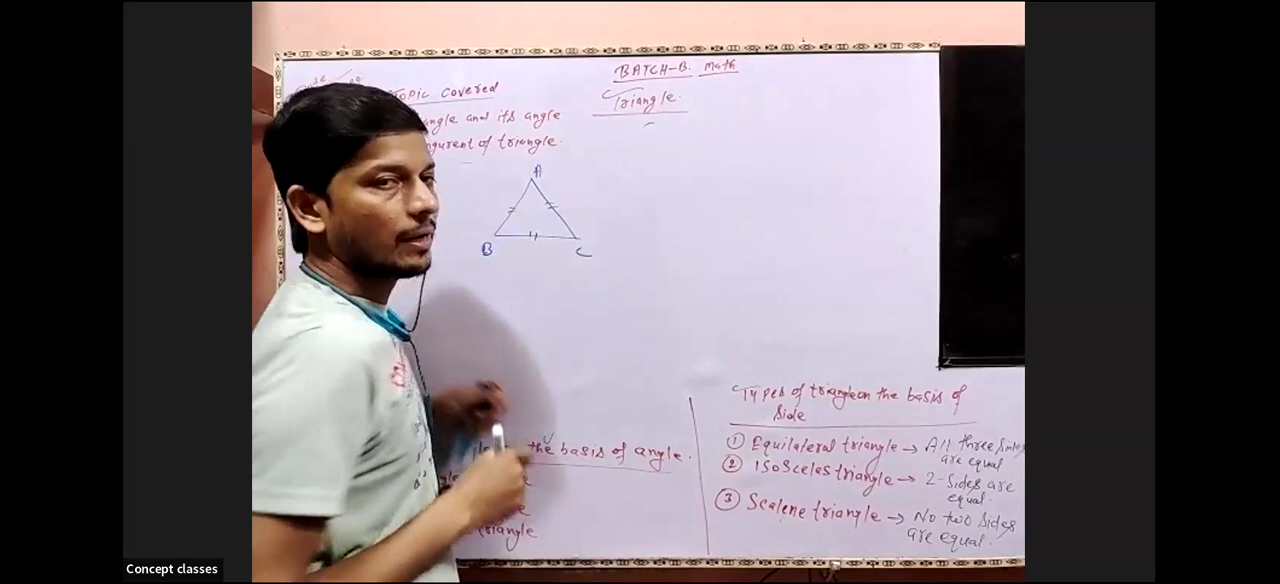 BATCH-B. Math
Triangle.
Topic Covered
angle and its angle
ngurent of triangle.
A
B
C
the basis of angle.
triangle
Types of triangle on the basis of
side
① Equilateral triangle → All three sides
are equal
② Isosceles triangle → 2-sides are
equal.
③ Scalene triangle → No two sides
are equal.
Concept classes